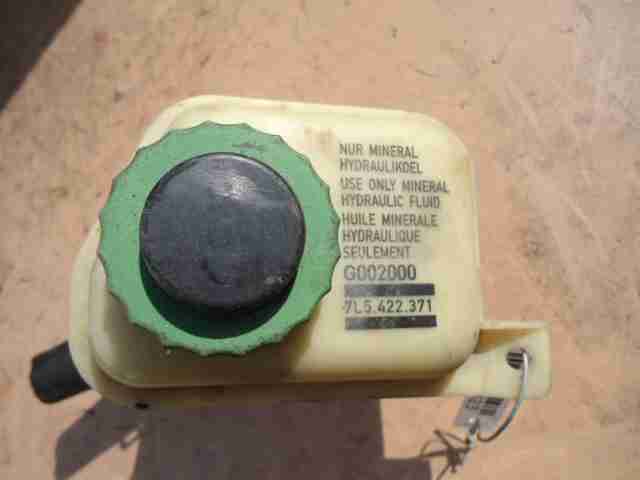 NUR MINERAL
HYDRAULIKOEL
USE ONLY MINERAL
HYDRAULIC FLUID
HUILE MINERALE
HYDRAULIQUE
SEULEMENT
G002000
7L5.422.371